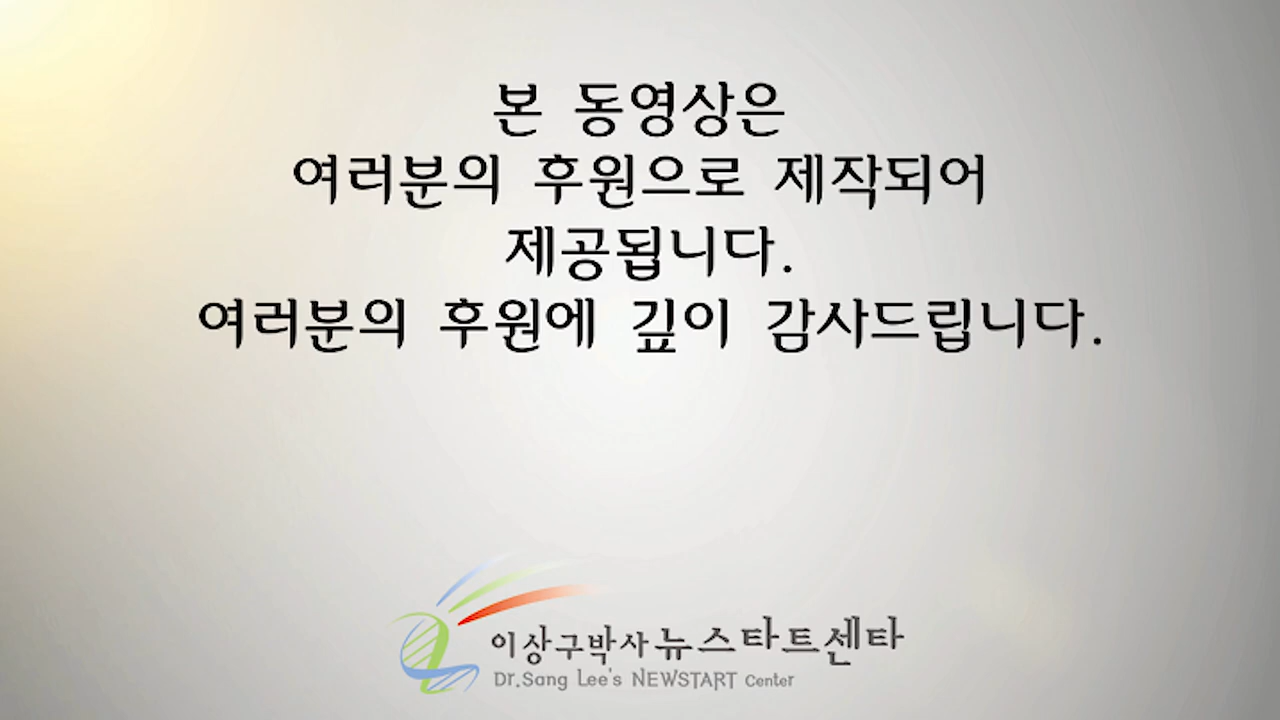 본 동영상은
여러분의 후원으로 제작되어
제공됩니다.
여러분의 후원에 깊이 감사드립니다.
이상구박사뉴스타트센타
Dr.Sang Lee's NEWSTART Center